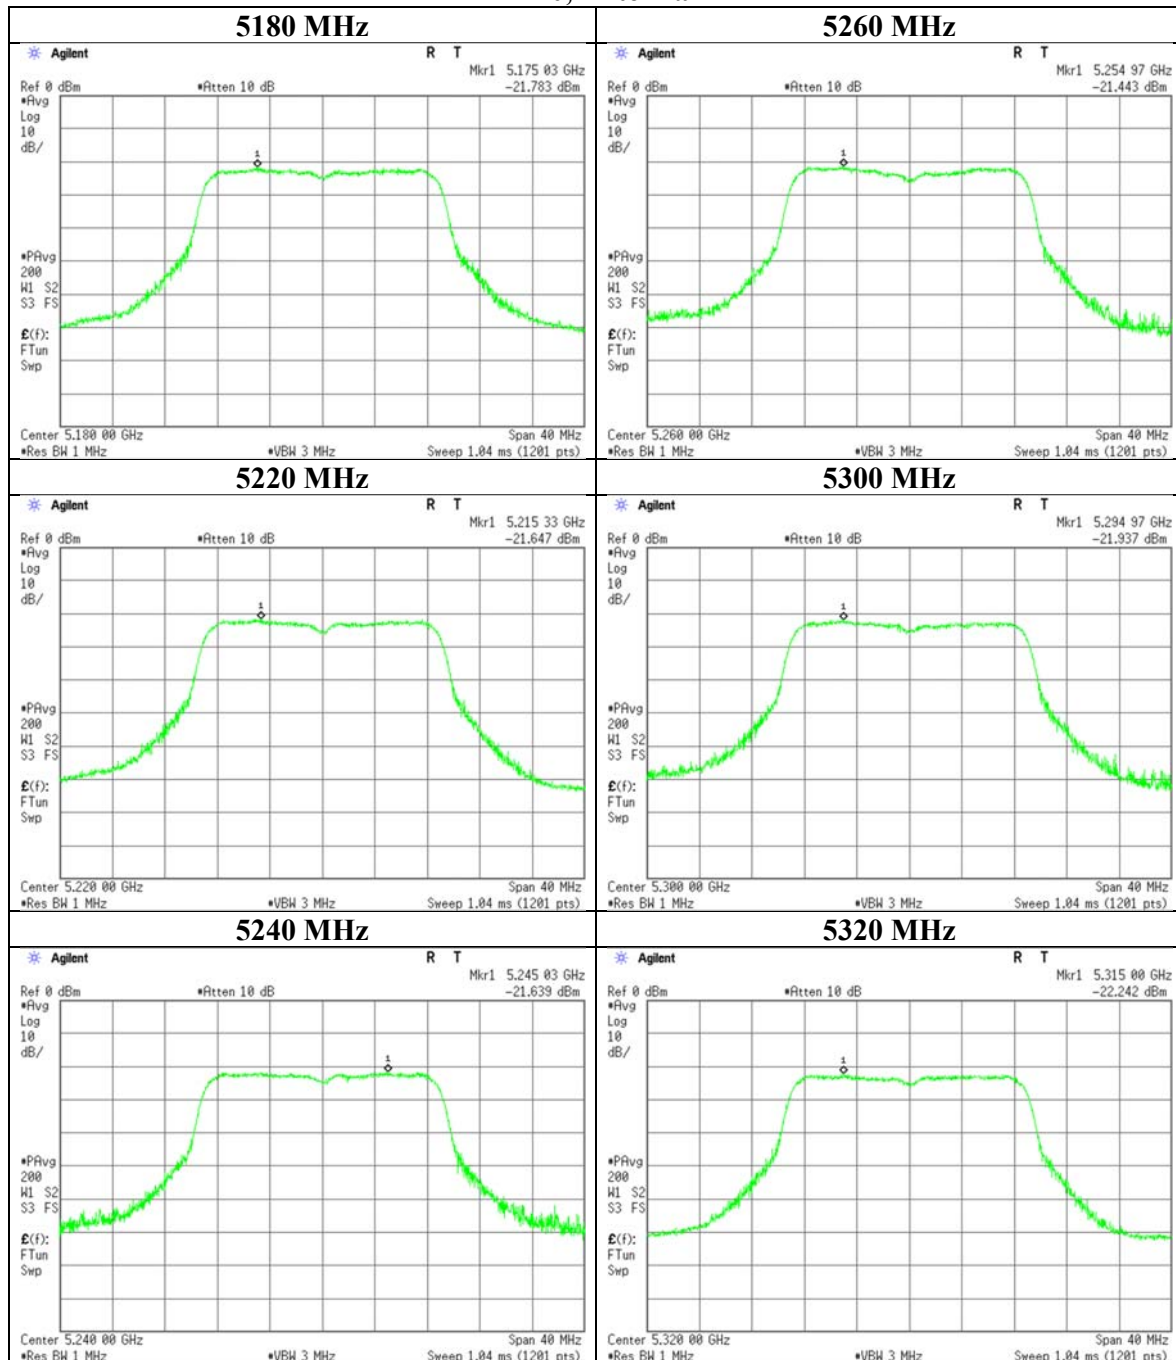 5180 MHz
Agilent R T
Mkr1 5.175 03 GHz
Ref 0 dBm *Atten 10 dB -21.783 dBm
*Avg
Log
10
dB/
1
*PAvg
200
W1 S2
S3 FS
£(f):
FTun
Swp
Center 5.180 00 GHz Span 40 MHz
*Res BW 1 MHz *VBW 3 MHz Sweep 1.04 ms (1201 pts)
5260 MHz
Agilent R T
Mkr1 5.254 97 GHz
Ref 0 dBm *Atten 10 dB -21.443 dBm
*Avg
Log
10
dB/
1
*PAvg
200
W1 S2
S3 FS
£(f):
FTun
Swp
Center 5.260 00 GHz Span 40 MHz
*Res BW 1 MHz *VBW 3 MHz Sweep 1.04 ms (1201 pts)
5220 MHz
Agilent R T
Mkr1 5.215 33 GHz
Ref 0 dBm *Atten 10 dB -21.647 dBm
*Avg
Log
10
dB/
1
*PAvg
200
W1 S2
S3 FS
£(f):
FTun
Swp
Center 5.220 00 GHz Span 40 MHz
*Res BW 1 MHz *VBW 3 MHz Sweep 1.04 ms (1201 pts)
5300 MHz
Agilent R T
Mkr1 5.294 97 GHz
Ref 0 dBm *Atten 10 dB -21.937 dBm
*Avg
Log
10
dB/
1
*PAvg
200
W1 S2
S3 FS
£(f):
FTun
Swp
Center 5.300 00 GHz Span 40 MHz
*Res BW 1 MHz *VBW 3 MHz Sweep 1.04 ms (1201 pts)
5240 MHz
Agilent R T
Mkr1 5.245 03 GHz
Ref 0 dBm *Atten 10 dB -21.639 dBm
*Avg
Log
10
dB/
1
*PAvg
200
W1 S2
S3 FS
£(f):
FTun
Swp
Center 5.240 00 GHz Span 40 MHz
*Res BW 1 MHz *VBW 3 MHz Sweep 1.04 ms (1201 pts)
5320 MHz
Agilent R T
Mkr1 5.315 00 GHz
Ref 0 dBm *Atten 10 dB -22.242 dBm
*Avg
Log
10
dB/
1
*PAvg
200
W1 S2
S3 FS
£(f):
FTun
Swp
Center 5.320 00 GHz Span 40 MHz
*Res BW 1 MHz *VBW 3 MHz Sweep 1.04 ms (1201 pts)